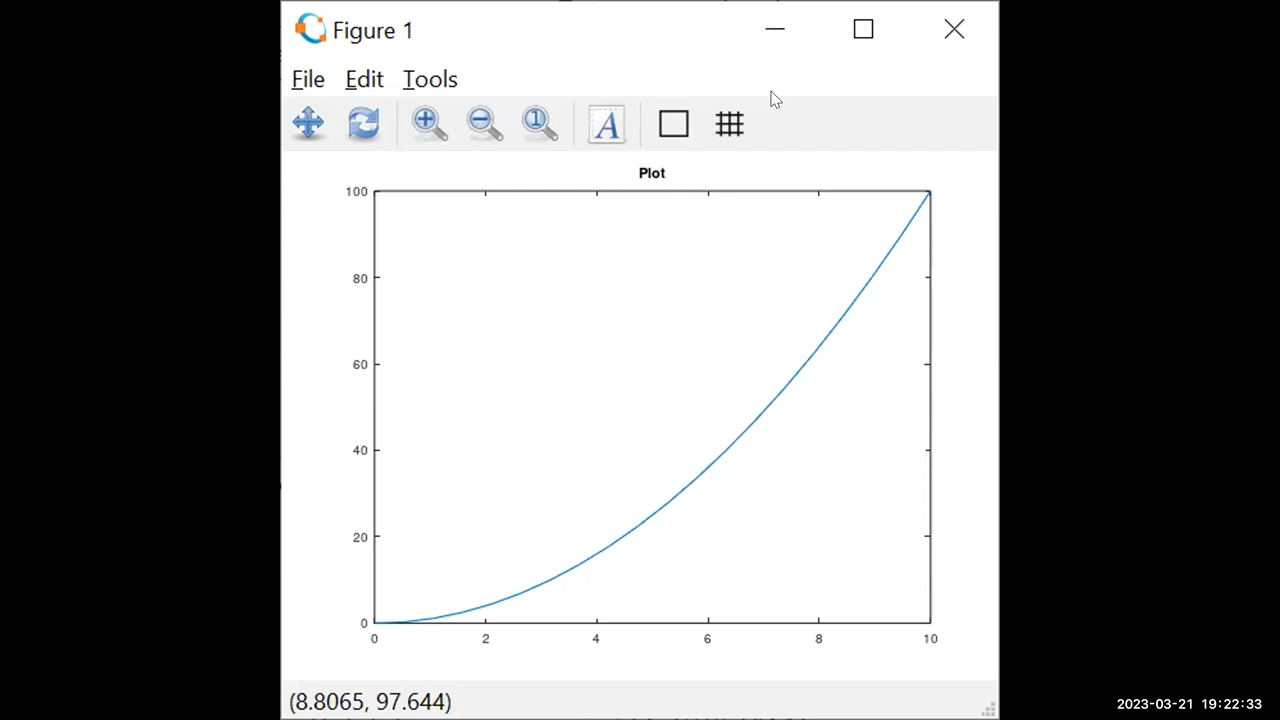 Figure 1
File Edit Tools
1 A
Plot
100
80
60
40
20
0
0 2 4 6 8 10
(8.8065, 97.644)
2023-03-21 19:22:33